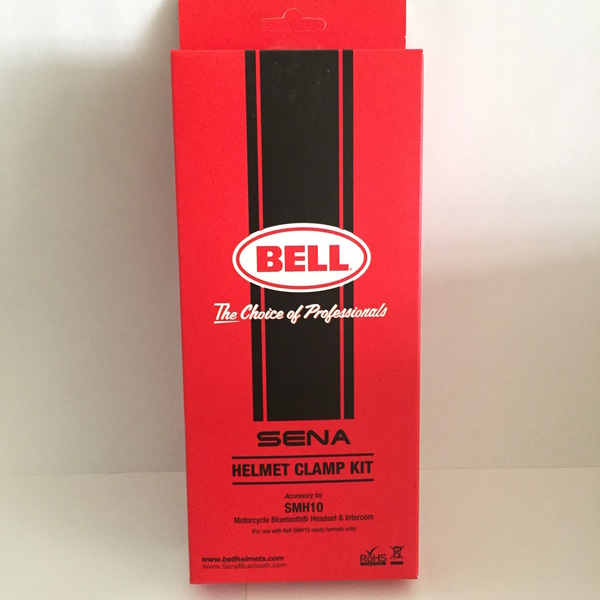 BELL
The Choice of Professionals
SENA
HELMET CLAMP KIT
Accessory for
SMH10
Motorcycle Bluetooth® Headset & Intercom
(For use with Bell SMH10 ready helmets only)
www.bellhelmets.com
www.SenaBluetooth.com
RoHS